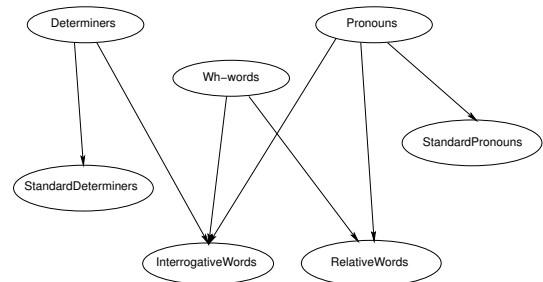 Determiners
Pronouns
Wh-words
StandardPronouns
StandardDeterminers
InterrogativeWords
RelativeWords